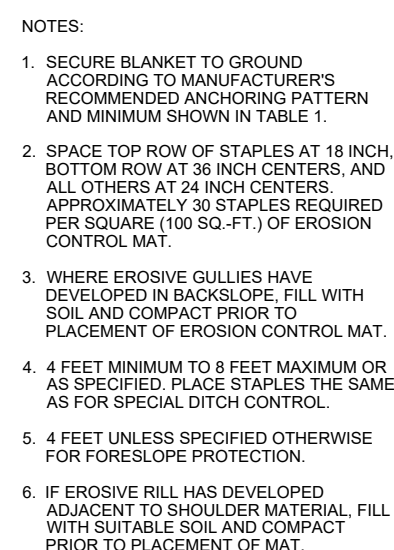 NOTES:
1. SECURE BLANKET TO GROUND
ACCORDING TO MANUFACTURER'S
RECOMMENDED ANCHORING PATTERN
AND MINIMUM SHOWN IN TABLE 1.
2. SPACE TOP ROW OF STAPLES AT 18 INCH,
BOTTOM ROW AT 36 INCH CENTERS, AND
ALL OTHERS AT 24 INCH CENTERS.
APPROXIMATELY 30 STAPLES REQUIRED
PER SQUARE (100 SQ.-FT.) OF EROSION
CONTROL MAT.
3. WHERE EROSIVE GULLIES HAVE
DEVELOPED IN BACKSLOPE, FILL WITH
SOIL AND COMPACT PRIOR TO
PLACEMENT OF EROSION CONTROL MAT.
4. 4 FEET MINIMUM TO 8 FEET MAXIMUM OR
AS SPECIFIED. PLACE STAPLES THE SAME
AS FOR SPECIAL DITCH CONTROL.
5. 4 FEET UNLESS SPECIFIED OTHERWISE
FOR FORESLOPE PROTECTION.
6. IF EROSIVE RILL HAS DEVELOPED
ADJACENT TO SHOULDER MATERIAL, FILL
WITH SUITABLE SOIL AND COMPACT
PRIOR TO PLACEMENT OF MAT.